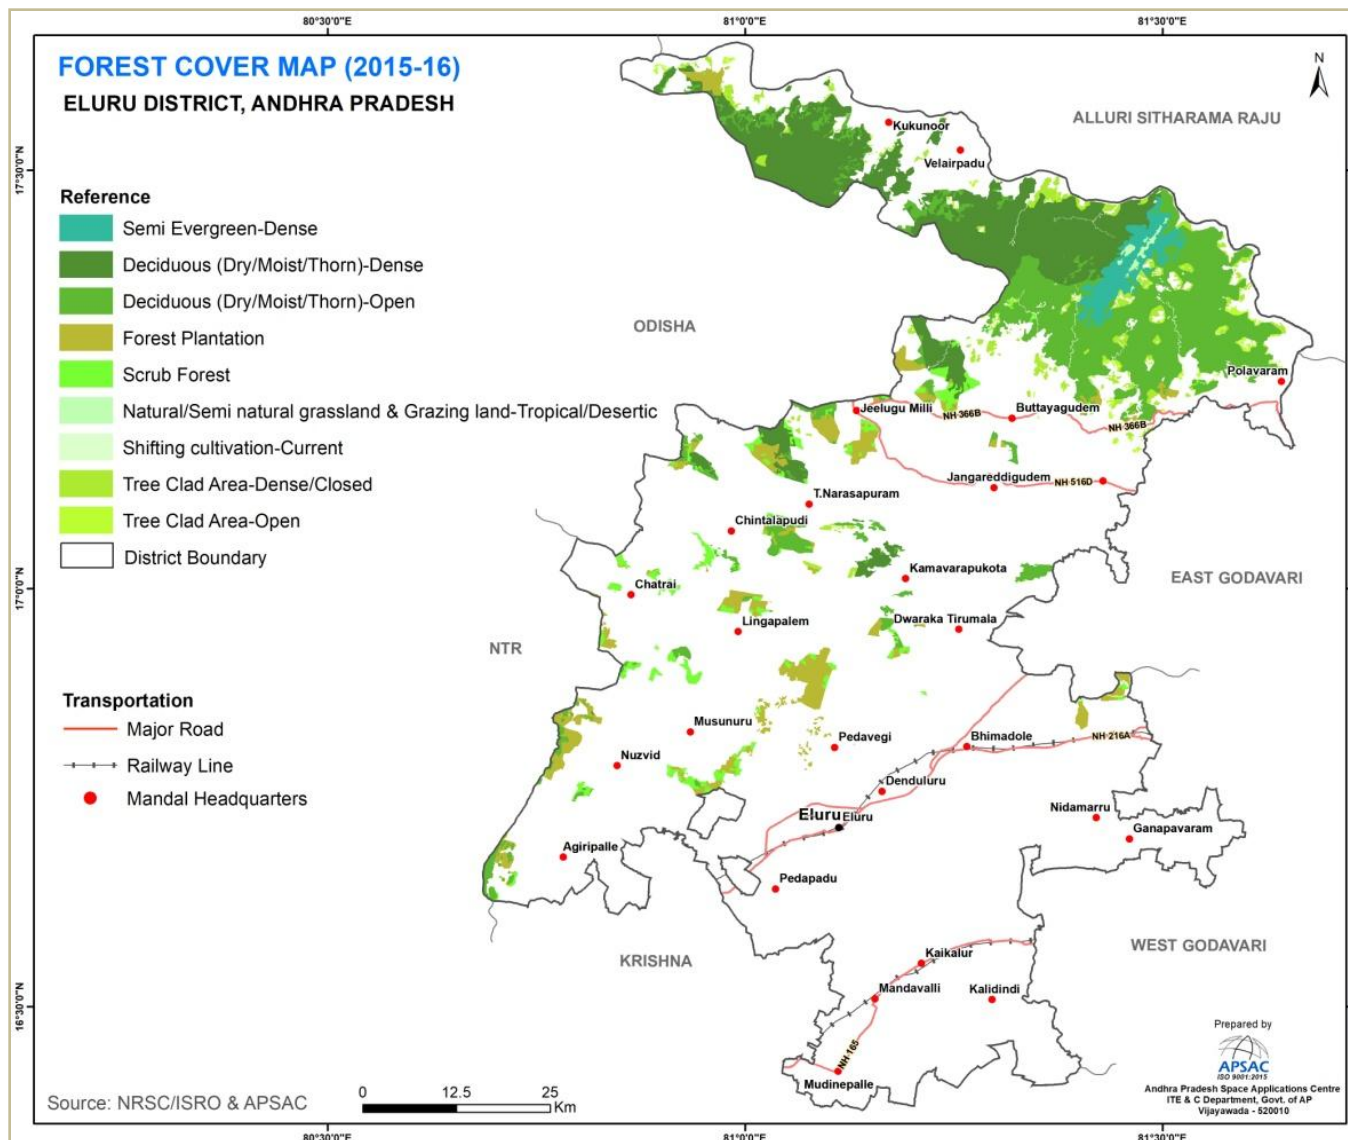 80°30'0"E
81°0'0"E
81°30'0"E
FOREST COVER MAP (2015-16)
ELURU DISTRICT, ANDHRA PRADESH
N
ALLURI SITHARAMA RAJU
Kukunoor
Velairpadu
17°30'0"N
Reference
Semi Evergreen-Dense
Deciduous (Dry/Moist/Thorn)-Dense
Deciduous (Dry/Moist/Thorn)-Open
Forest Plantation
Scrub Forest
Natural/Semi natural grassland & Grazing land-Tropical/Desertic
Shifting cultivation-Current
Tree Clad Area-Dense/Closed
Tree Clad Area-Open
District Boundary
ODISHA
Polavaram
Jeelugu Milli
NH 366B
Buttayagudem
NH 366B
Jangareddigudem
NH 516D
T.Narasapuram
Chintalapudi
Kamavarapukota
EAST GODAVARI
Chatrai
17°0'0"N
Lingapalem
Dwaraka Tirumala
NTR
Transportation
Major Road
Railway Line
Mandal Headquarters
Musunuru
Pedavegi
Bhimadole
NH 216A
Nuzvid
Denduluru
Eluru
Eluru
Nidamarru
Ganapavaram
Agiripalle
Pedapadu
KRISHNA
WEST GODAVARI
Kaikalur
Mandavalli
Kalidindi
16°30'0"N
NH 165
Mudinepalle
Prepared by
APSAC
ISO 9001:2015
Andhra Pradesh Space Applications Centre
ITE & C Department, Govt. of AP
Vijayawada - 520010
Source: NRSC/ISRO & APSAC
0 12.5 25
Km
80°30'0"E
81°0'0"E
81°30'0"E